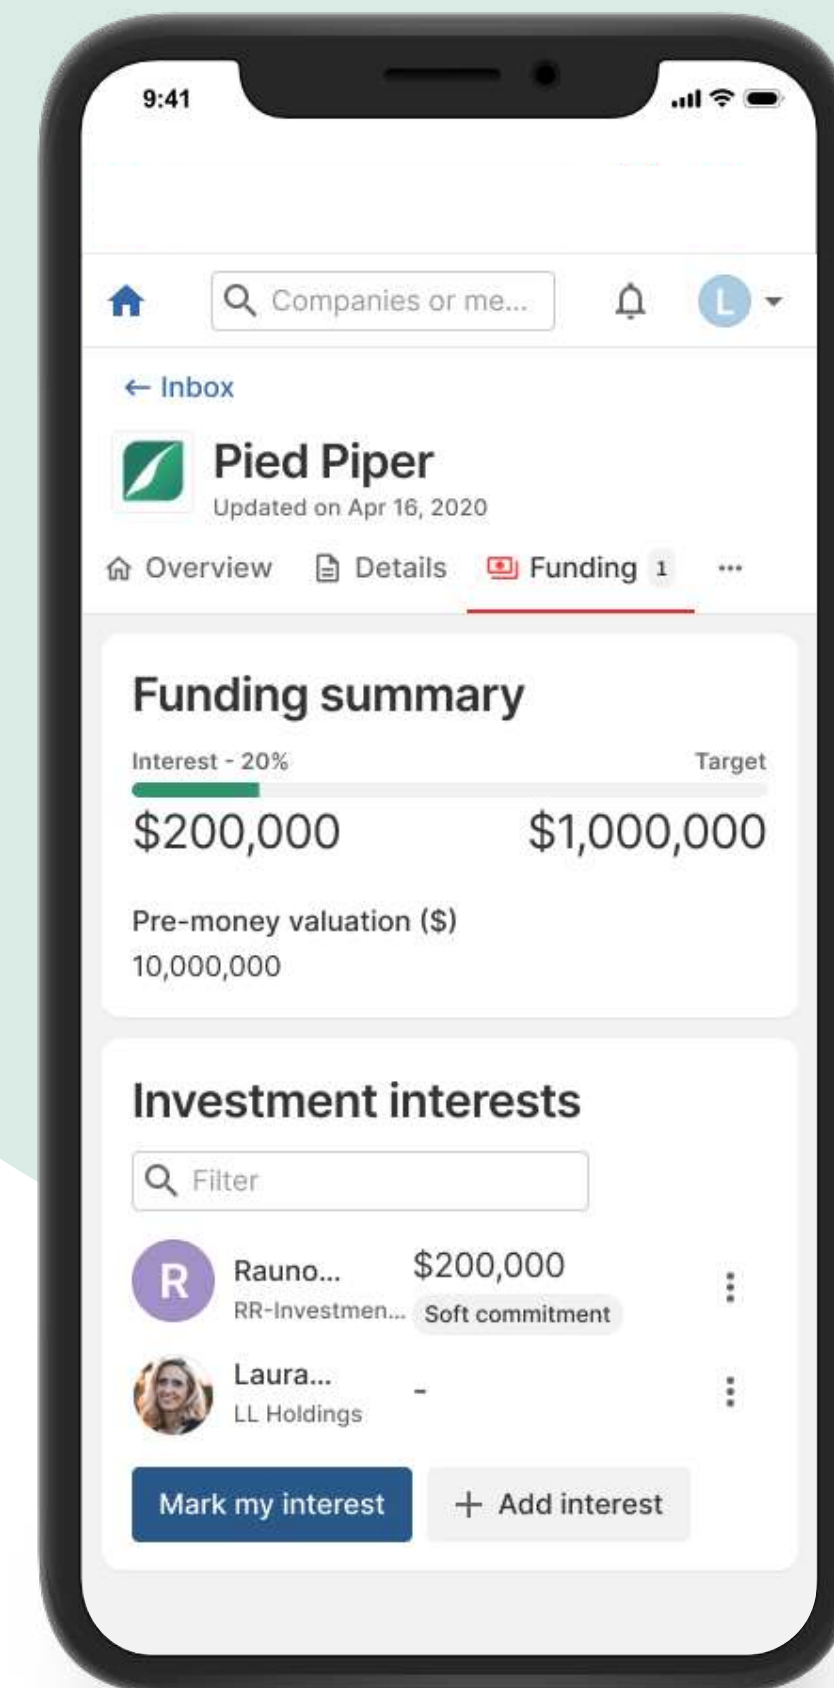 9:41
Companies or me...
L
← Inbox
Pied Piper
Updated on Apr 16, 2020
Overview Details Funding 1 ...
Funding summary
Interest - 20% Target
$200,000 $1,000,000
Pre-money valuation ($)
10,000,000
Investment interests
Filter
R Rauno... $200,000
RR-Investmen... Soft commitment
Laura... -
LL Holdings
Mark my interest + Add interest